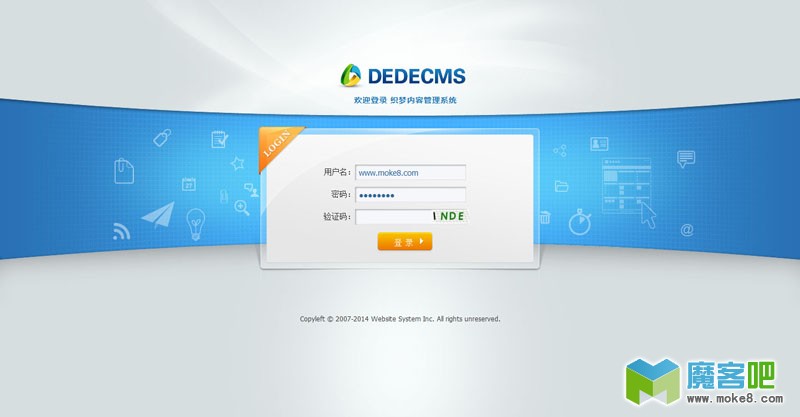 DEDECMS
欢迎登录 织梦内容管理系统
LOGIN
用户名：
www.moke8.com
密码：
••••••••
验证码：
INDE
登 录
Copyleft © 2007-2014 Website System Inc. All rights unreserved.
@
魔客吧
www.moke8.com